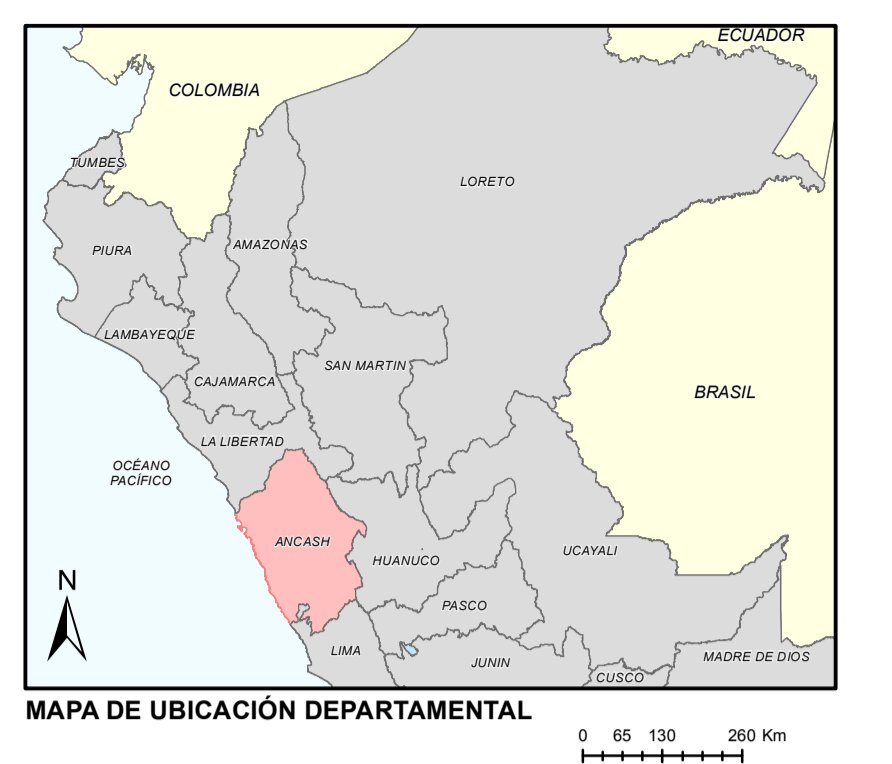 ECUADOR
COLOMBIA
TUMBES
LORETO
AMAZONAS
PIURA
LAMBAYEQUE
SAN MARTIN
CAJAMARCA
BRASIL
LA LIBERTAD
OCÉANO
PACÍFICO
ANCASH
HUANUCO
UCAYALI
N
PASCO
LIMA
JUNIN
MADRE DE DIOS
CUSCO
MAPA DE UBICACIÓN DEPARTAMENTAL
0 65 130 260 Km